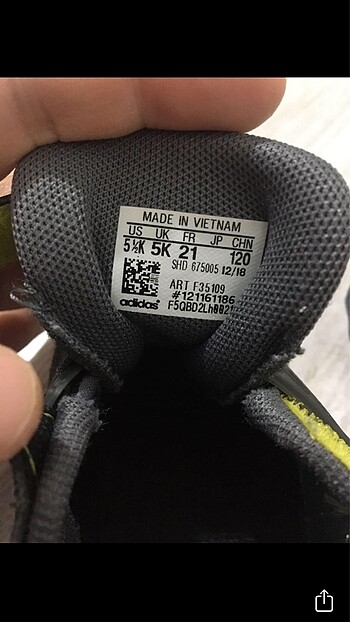 MADE IN VIETNAM
US UK FR JP CHN
5½K 5K 21 120
SHD 675005 12/18
ART F35109
#121161186
adidas